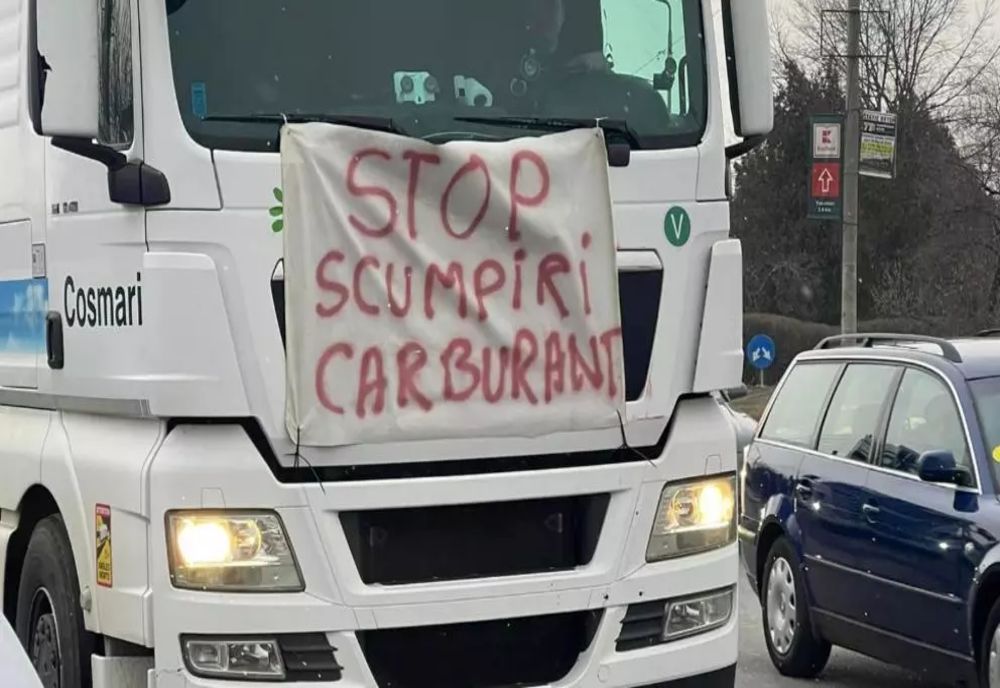 STOP
SCUMPIRI
CARBURANT
Cosmari
V